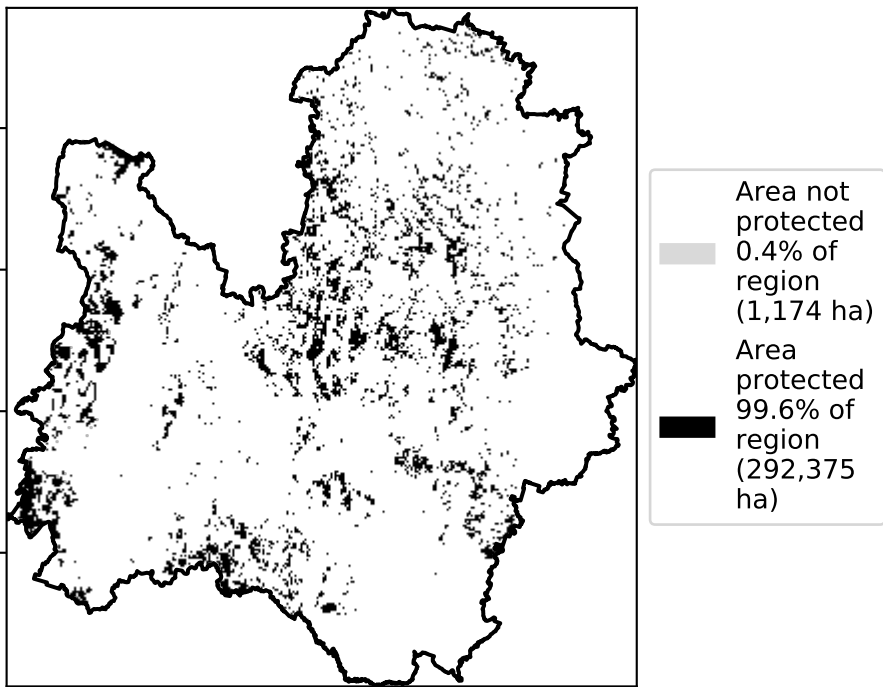 Area not
protected
0.4% of
region
(1,174 ha)
Area
protected
99.6% of
region
(292,375
ha)